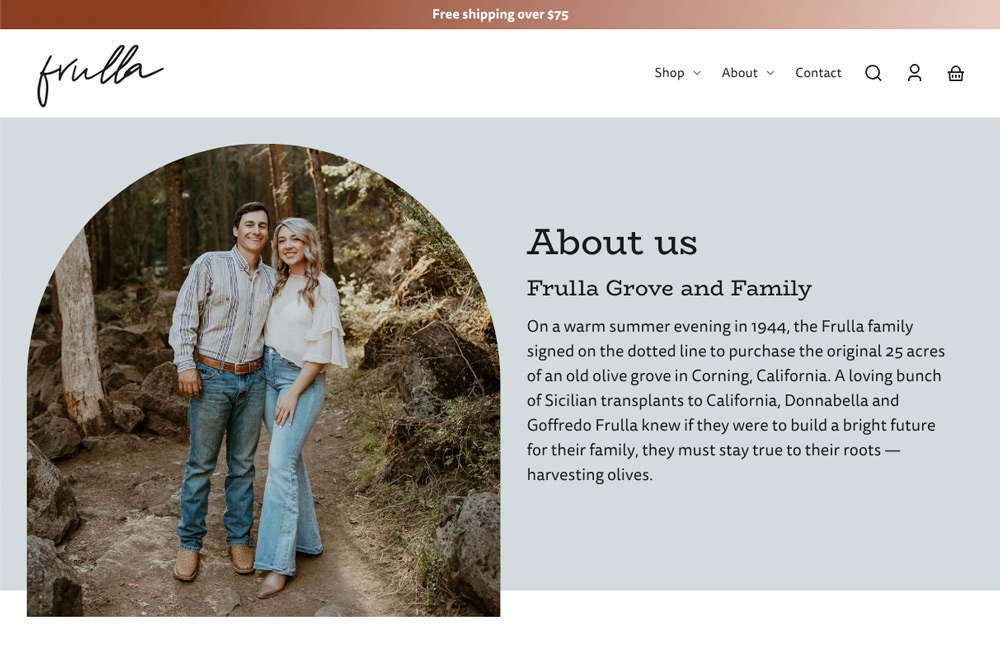 Free shipping over $75
frulla
Shop
About
Contact
About us
Frulla Grove and Family
On a warm summer evening in 1944, the Frulla family
signed on the dotted line to purchase the original 25 acres
of an old olive grove in Corning, California. A loving bunch
of Sicilian transplants to California, Donnabella and
Goffredo Frulla knew if they were to build a bright future
for their family, they must stay true to their roots —
harvesting olives.